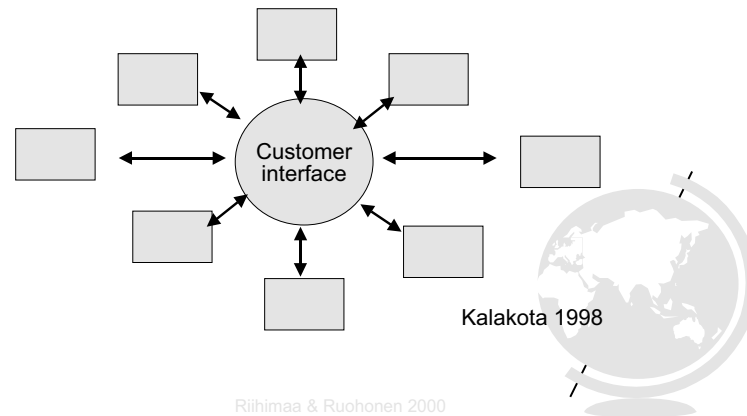 Customer
interface
Kalakota 1998
Riihimaa & Ruohonen 2000